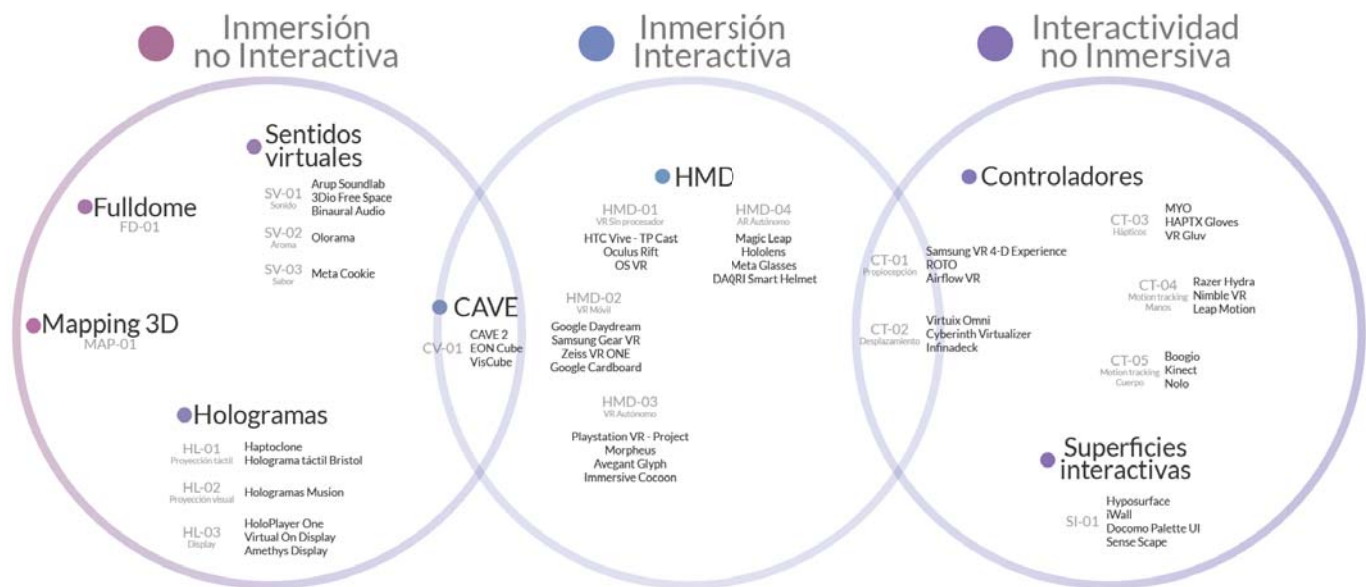 Inmersión
no Interactiva
Inmersión
Interactiva
Interactividad
no Inmersiva
Sentidos
virtuales
SV-01
Sonido
Arup Soundlab
3Dio Free Space
Binaural Audio
SV-02
Aroma
Olorama
SV-03
Sabor
Meta Cookie
Fulldome
FD-01
Mapping 3D
MAP-01
Hologramas
HL-01
Proyección táctil
Haptoclone
Holograma táctil Bristol
HL-02
Proyección visual
Hologramas Musion
HL-03
Display
HoloPlayer One
Virtual On Display
Amethys Display
CAVE
CV-01
CAVE 2
EON Cube
VisCube
HMD
HMD-01
VR Sin procesador
HTC Vive - TP Cast
Oculus Rift
OS VR
HMD-04
AR Autónomo
Magic Leap
Hololens
Meta Glasses
DAQRI Smart Helmet
HMD-02
VR Móvil
Google Daydream
Samsung Gear VR
Zeiss VR ONE
Google Cardboard
HMD-03
VR Autónomo
Playstation VR - Project
Morpheus
Avegant Glyph
Immersive Cocoon
Controladores
CT-01
Propiocepción
Samsung VR 4-D Experience
ROTO
Airflow VR
CT-02
Desplazamiento
Virtuix Omni
Cyberinth Virtualizer
Infinadeck
CT-03
Hápticos
MYO
HAPTX Gloves
VR Gluv
CT-04
Motion tracking
Manos
Razer Hydra
Nimble VR
Leap Motion
CT-05
Motion tracking
Cuerpo
Boogio
Kinect
Nolo
Superficies
interactivas
SI-01
Hyposurface
iWall
Docomo Palette UI
Sense Scape